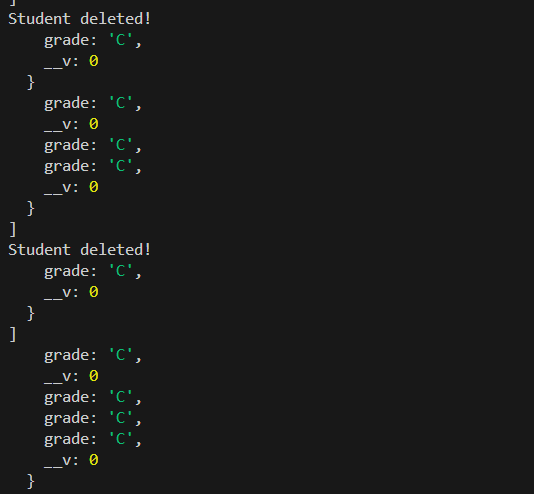 ]
Student deleted!
    grade: 'C',
    __v: 0
  }
    grade: 'C',
    __v: 0
    grade: 'C',
    grade: 'C',
    __v: 0
  }
]
Student deleted!
    grade: 'C',
    __v: 0
  }
]
    grade: 'C',
    __v: 0
    grade: 'C',
    grade: 'C',
    grade: 'C',
    __v: 0
  }